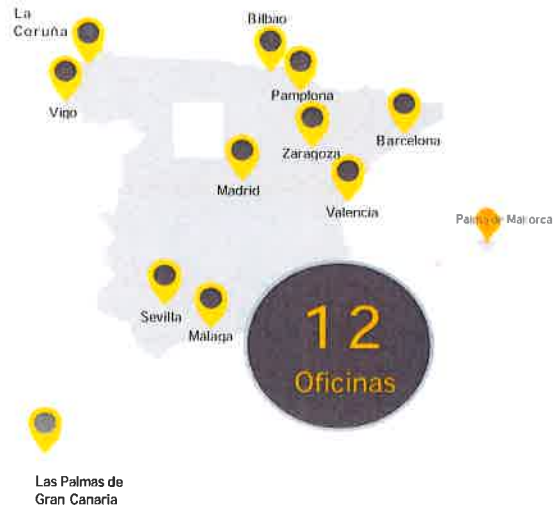 La
Coruña
Bilbao
Vigo
Pamplona
Zaragoza
Barcelona
Madrid
Valencia
Palma de Mallorca
Sevilla
Málaga
12
Oficinas
Las Palmas de
Gran Canaria